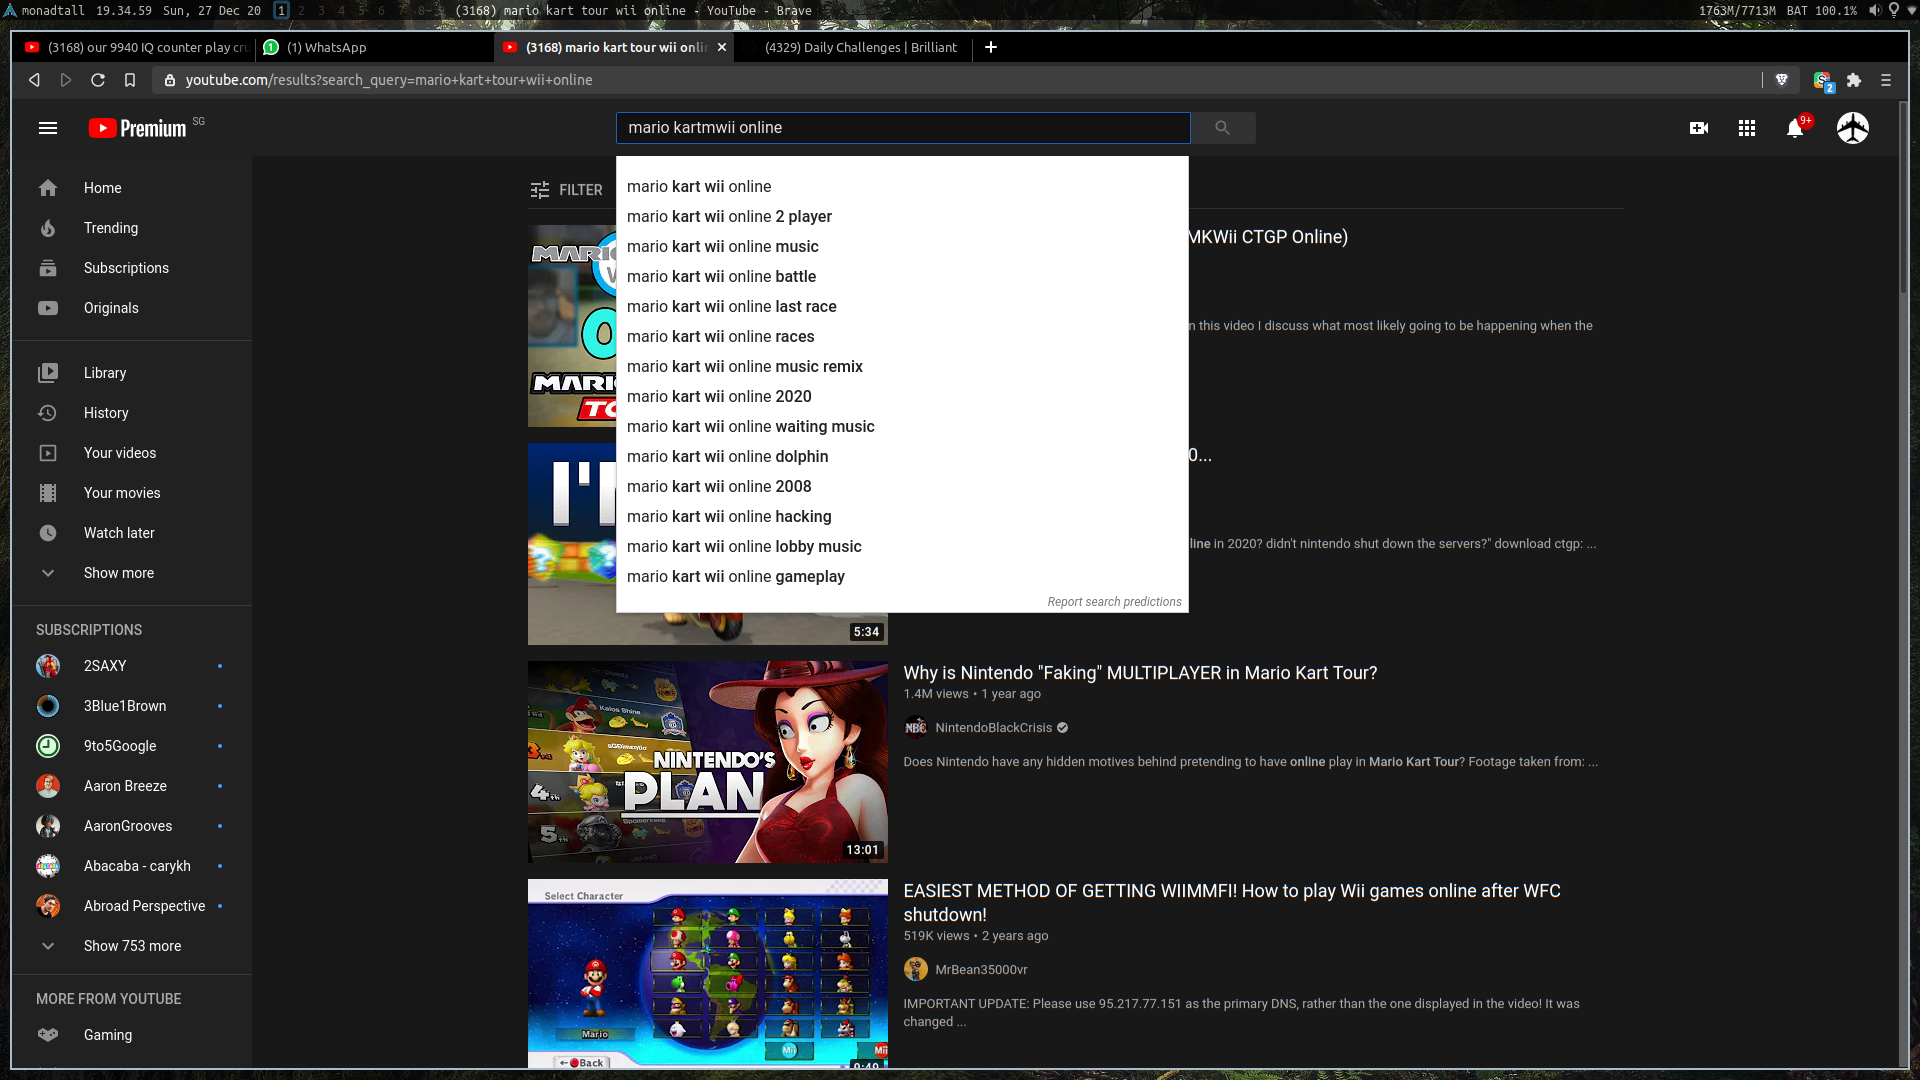 monadtall 19.34.59 Sun, 27 Dec 20 1 2 3 4 5 6 7 8 9 (3168) mario kart tour wii online - YouTube - Brave 1763M/7713M BAT 100.1%
(3168) our 9940 IQ counter play cru (1) WhatsApp (3168) mario kart tour wii onlin (4329) Daily Challenges | Brilliant
youtube.com/results?search_query=mario+kart+tour+wii+online 2
Premium SG mario kartmwii online 9+
Home
Trending
Subscriptions
Originals
Library
History
Your videos
Your movies
Watch later
Show more
SUBSCRIPTIONS
2SAXY
3Blue1Brown
9to5Google
Aaron Breeze
AaronGrooves
Abacaba - carykh
Abroad Perspective
Show 753 more
MORE FROM YOUTUBE
Gaming
FILTER
mario kart wii online
mario kart wii online 2 player
mario kart wii online music
mario kart wii online battle
mario kart wii online last race
mario kart wii online races
mario kart wii online music remix
mario kart wii online 2020
mario kart wii online waiting music
mario kart wii online dolphin
mario kart wii online 2008
mario kart wii online hacking
mario kart wii online lobby music
mario kart wii online gameplay
Report search predictions
MKWii CTGP Online)
n this video I discuss what most likely going to be happening when the
0...
line in 2020? didn't nintendo shut down the servers?" download ctgp: ...
I'
5:34
Kaloa Shine
3rd
4th
5th
NINTENDO'S
PLAN
13:01
Why is Nintendo "Faking" MULTIPLAYER in Mario Kart Tour?
1.4M views • 1 year ago
NBC NintendoBlackCrisis
Does Nintendo have any hidden motives behind pretending to have online play in Mario Kart Tour? Footage taken from: ...
Select Character
Mario
Mii
Mii
Back
9:49
EASIEST METHOD OF GETTING WIIMMFI! How to play Wii games online after WFC
shutdown!
519K views • 2 years ago
MrBean35000vr
IMPORTANT UPDATE: Please use 95.217.77.151 as the primary DNS, rather than the one displayed in the video! It was
changed ...